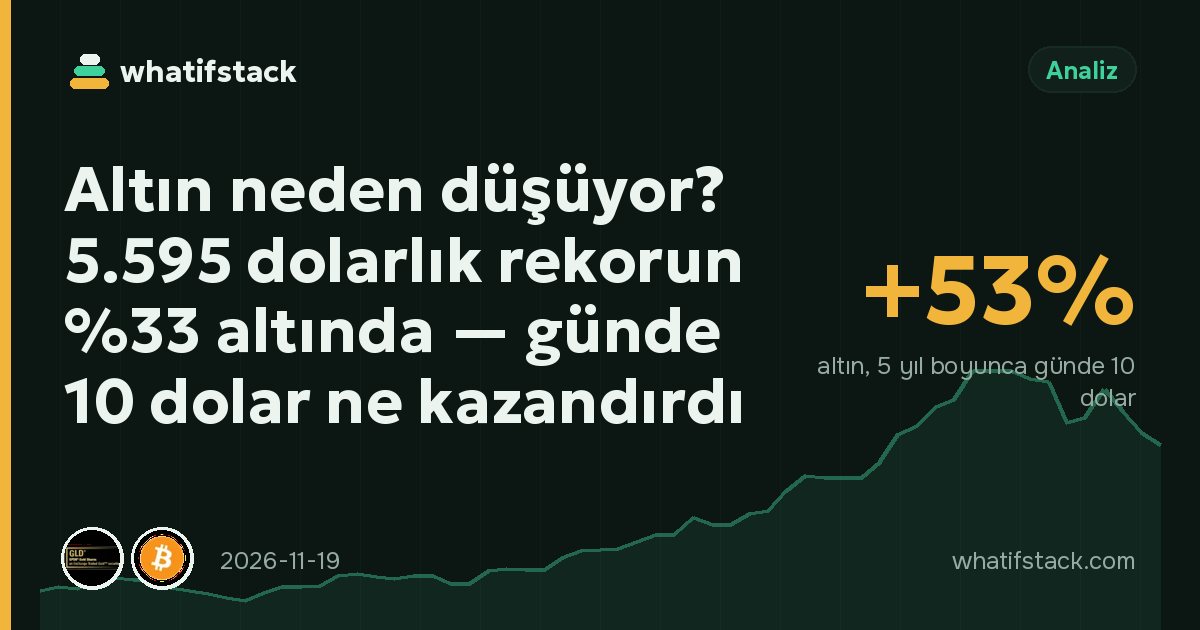 whatifstack
Analiz
Altın neden düşüyor?
5.595 dolarlık rekorun
%33 altında — günde
10 dolar ne kazandırdı
+53%
altın, 5 yıl boyunca günde 10
dolar
GLD
2026-11-19
whatifstack.com